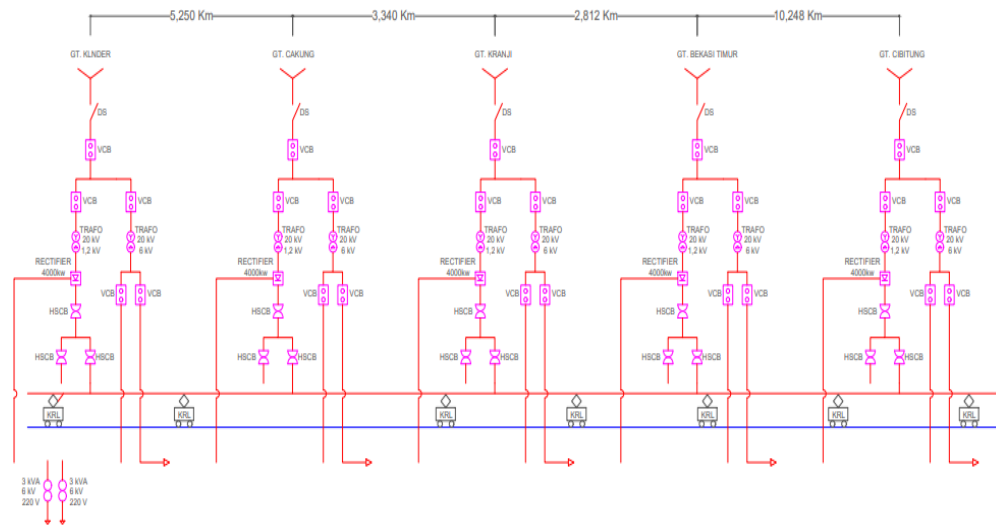 5,250 Km 3,340 Km 2,812 Km 10,248 Km
GT. KLNDER GT. CAKUNG GT. KRANJI GT. BEKASI TIMUR GT. CIBITUNG
DS DS DS DS DS
VCB VCB VCB VCB VCB
VCB VCB VCB VCB VCB VCB VCB VCB VCB VCB
TRAFO TRAFO TRAFO TRAFO TRAFO TRAFO TRAFO TRAFO TRAFO TRAFO
20 kV 20 kV 20 kV 20 kV 20 kV 20 kV 20 kV 20 kV 20 kV 20 kV
1,2 kV 6 kV 1,2 kV 6 kV 1,2 kV 6 kV 1,2 kV 6 kV 1,2 kV 6 kV
RECTIFIER RECTIFIER RECTIFIER RECTIFIER RECTIFIER
4000kw 4000kw 4000kw 4000kw 4000kw
VCB VCB VCB VCB VCB VCB VCB VCB VCB VCB
HSCB HSCB HSCB HSCB HSCB
HSCB HSCB HSCB HSCB HSCB HSCB HSCB HSCB HSCB HSCB
KRL KRL KRL KRL KRL KRL KRL
3 kVA 3 kVA
6 kV 6 kV
220 V 220 V